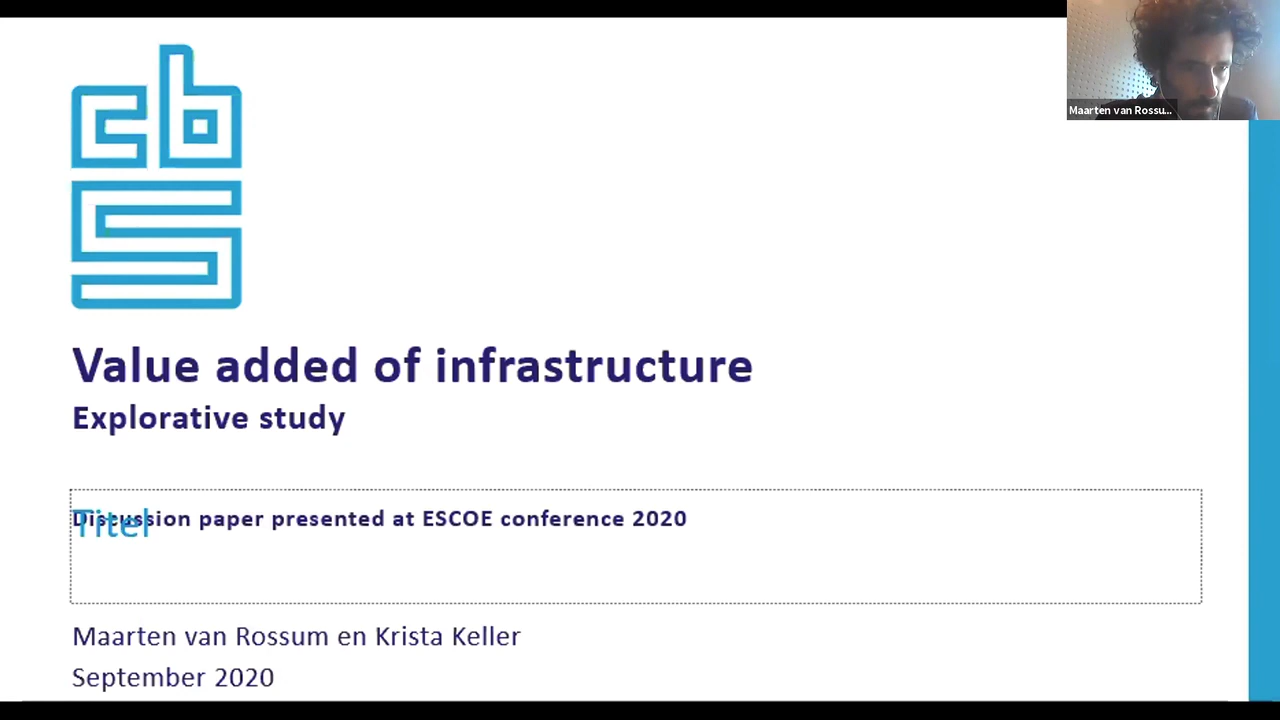 cbs
Maarten van Rossu...
Value added of infrastructure
Explorative study
Titel
Discussion paper presented at ESCOE conference 2020
Maarten van Rossum en Krista Keller
September 2020